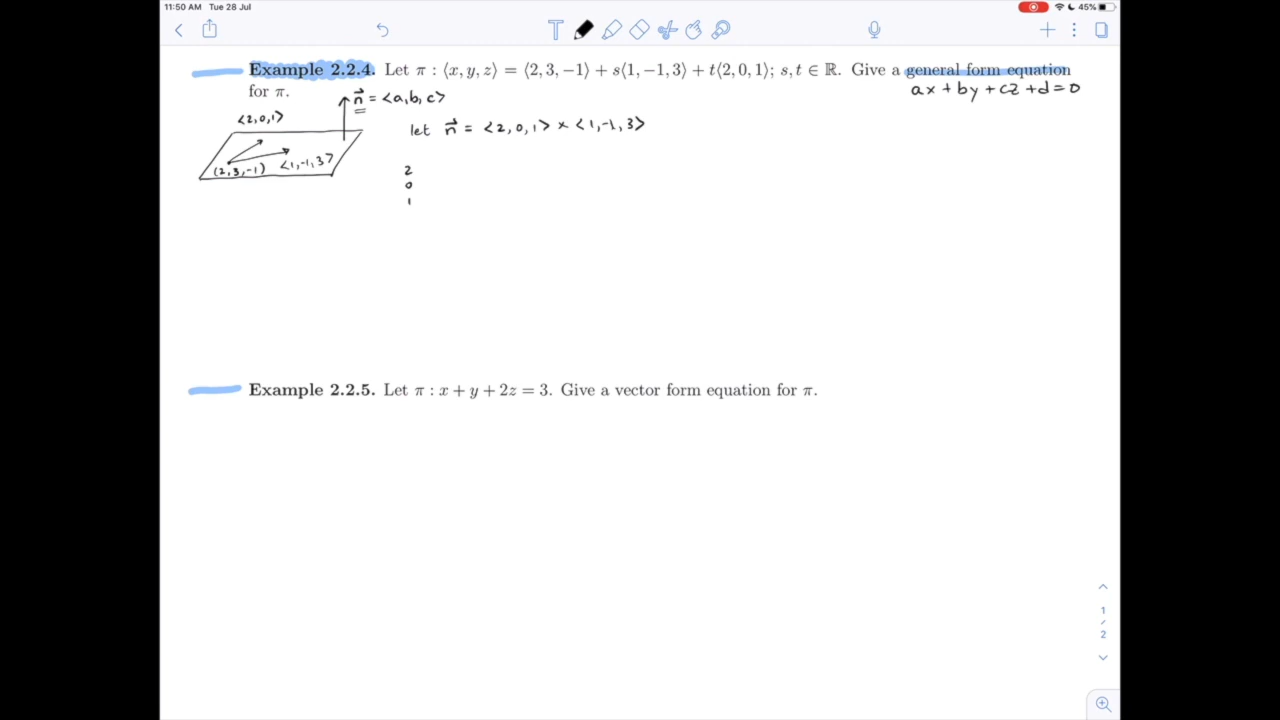 11:50 AM Tue 28 Jul
45%
Example 2.2.4. Let π : ⟨x, y, z⟩ = ⟨2, 3, −1⟩ + s⟨1, −1, 3⟩ + t⟨2, 0, 1⟩; s, t ∈ ℝ. Give a general form equation
for π.
ax + by + cz + d = 0
n⃗ = <a,b,c>
<2,0,1>
let n⃗ = <2,0,1> × <1,-1,3>
(2,3,-1) <1,-1,3>
2
0
1
Example 2.2.5. Let π : x + y + 2z = 3. Give a vector form equation for π.
1
/
2